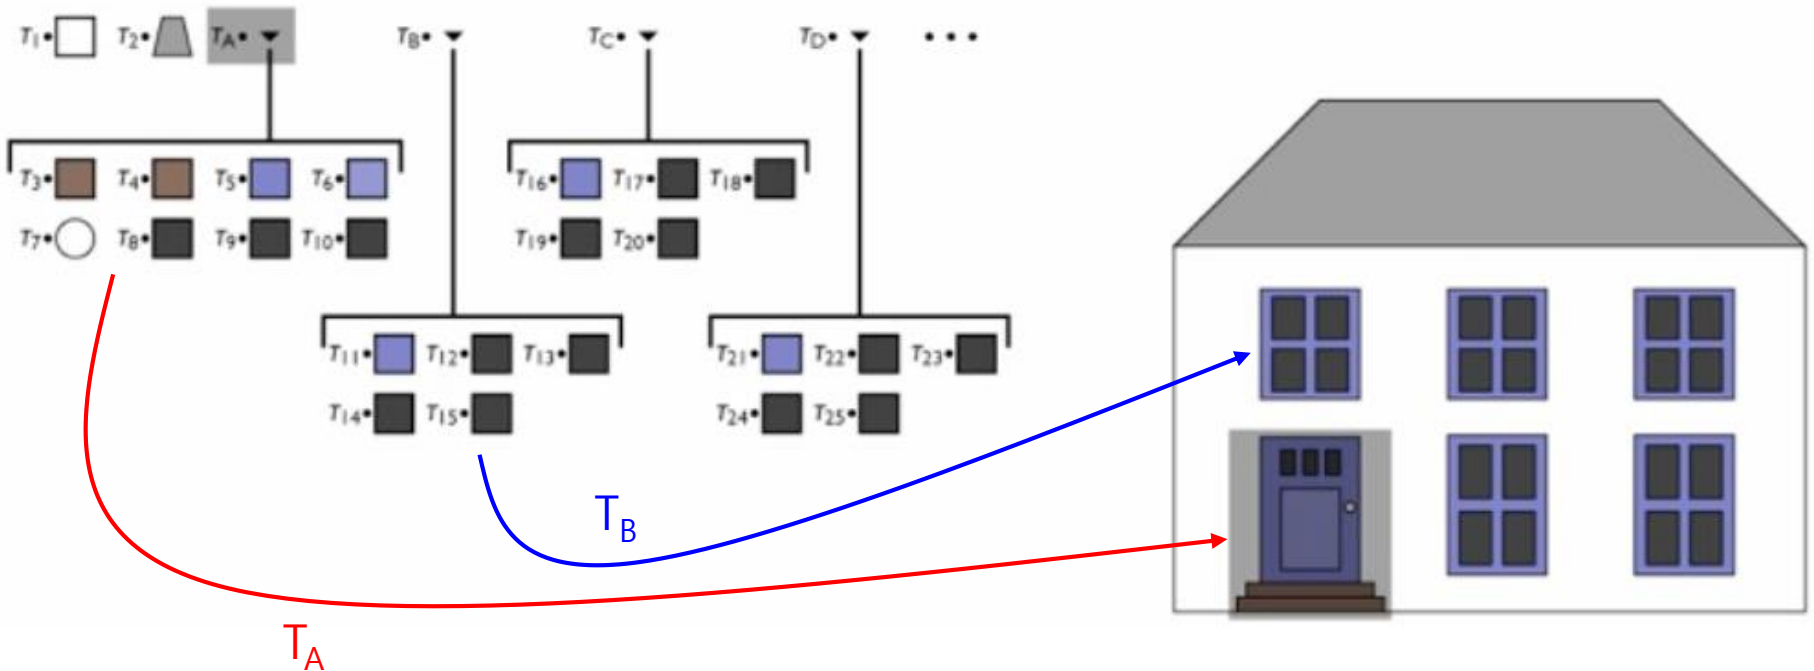 T1 T2 TA TB TC TD ...
T3 T4 T5 T6 T16 T17 T18
T7 T8 T9 T10 T19 T20
T11 T12 T13 T21 T22 T23
T14 T15 T24 T25
TB
TA